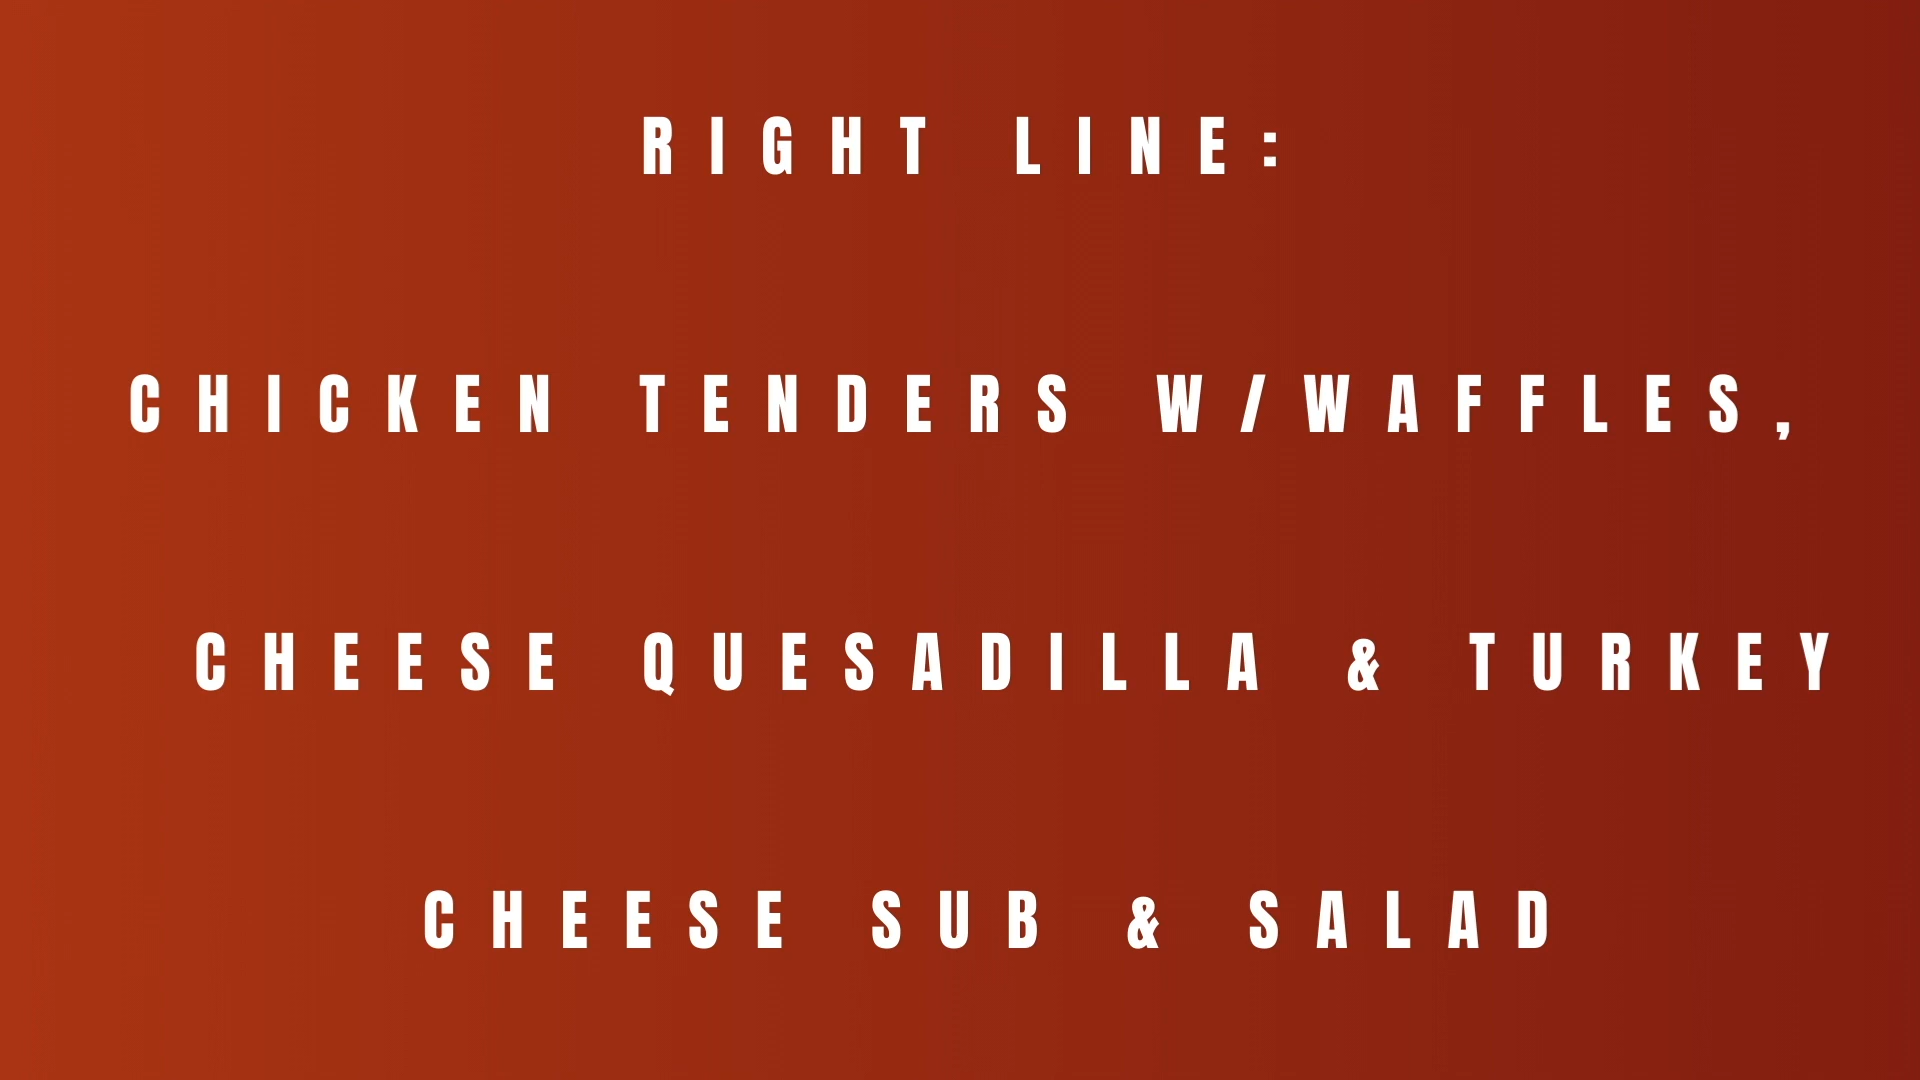 RIGHT LINE:
CHICKEN TENDERS W/WAFFLES,
CHEESE QUESADILLA & TURKEY
CHEESE SUB & SALAD